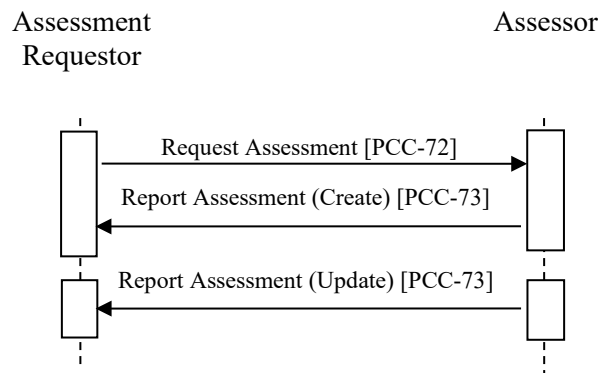 Assessment
Requestor
Assessor
Request Assessment [PCC-72]
Report Assessment (Create) [PCC-73]
Report Assessment (Update) [PCC-73]